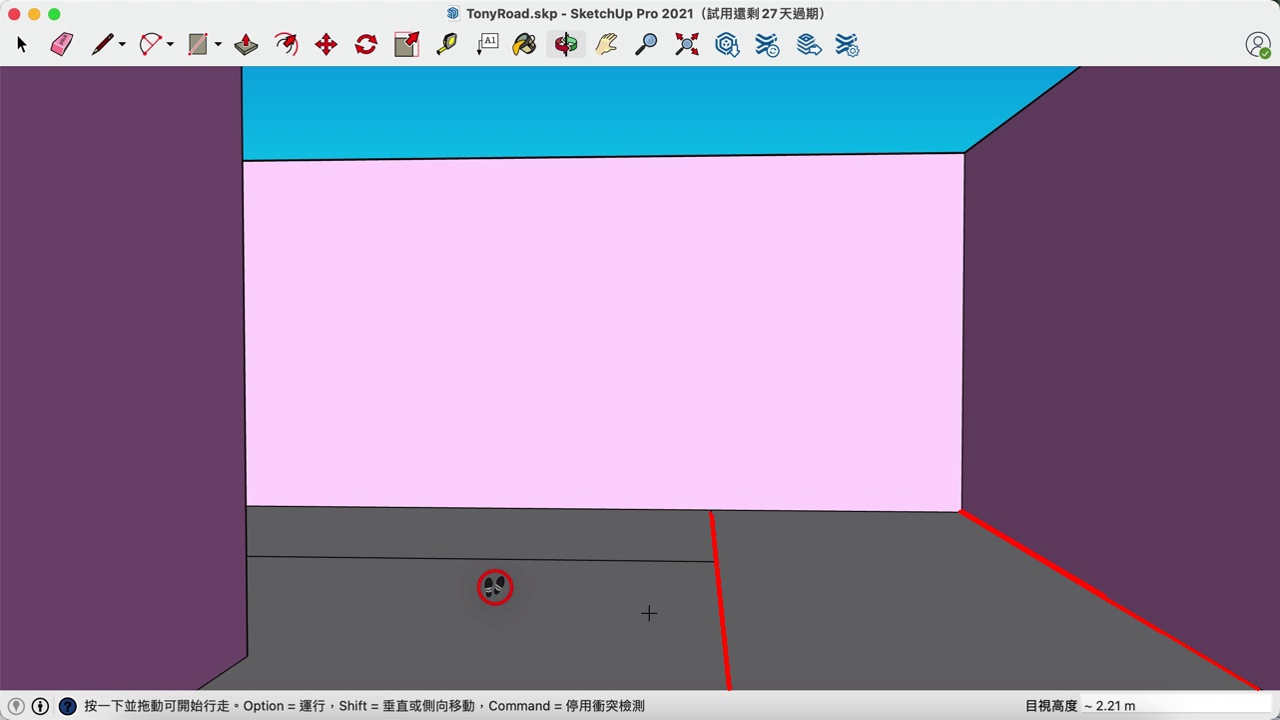 TonyRoad.skp - SketchUp Pro 2021（試用還剩 27 天過期）
A1
按一下並拖動可開始行走。Option = 運行，Shift = 垂直或側向移動，Command = 停用衝突檢測
目視高度 ~ 2.21 m